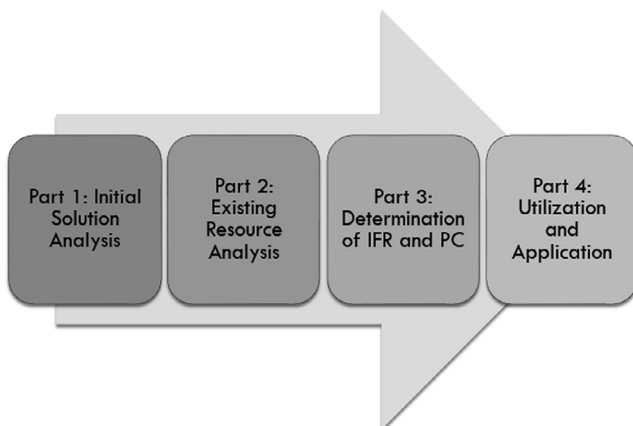 Part 1: Initial
Solution
Analysis
Part 2:
Existing
Resource
Analysis
Part 3:
Determination
of IFR and PC
Part 4:
Utilization
and
Application